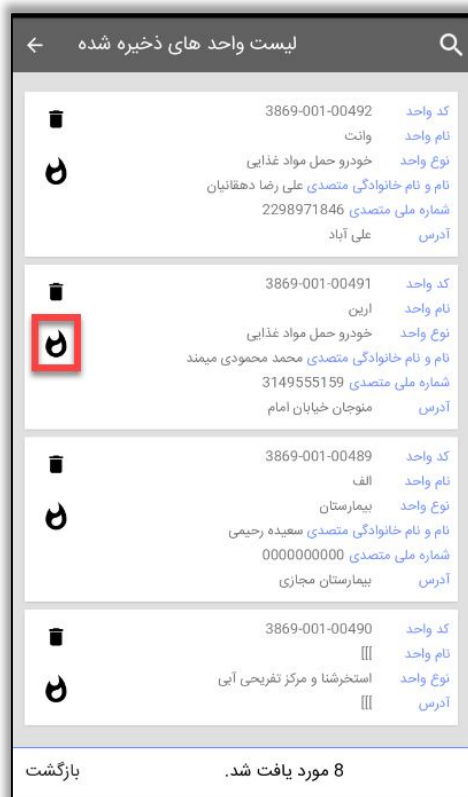 لیست واحد های ذخیره شده
کد واحد 3869-001-00492
نام واحد وانت
نوع واحد خودرو حمل مواد غذایی
نام و نام خانوادگی متصدی علی رضا دهقانیان
شماره ملی متصدی 2298971846
آدرس علی آباد
کد واحد 3869-001-00491
نام واحد ارین
نوع واحد خودرو حمل مواد غذایی
نام و نام خانوادگی متصدی محمد محمودی میمند
شماره ملی متصدی 3149555159
آدرس منوجان خیابان امام
کد واحد 3869-001-00489
نام واحد الف
نوع واحد بیمارستان
نام و نام خانوادگی متصدی سعیده رحیمی
شماره ملی متصدی 0000000000
آدرس بیمارستان مجازی
کد واحد 3869-001-00490
نام واحد [[[
نوع واحد استخرشنا و مرکز تفریحی آبی
آدرس [[[
8 مورد یافت شد.
بازگشت